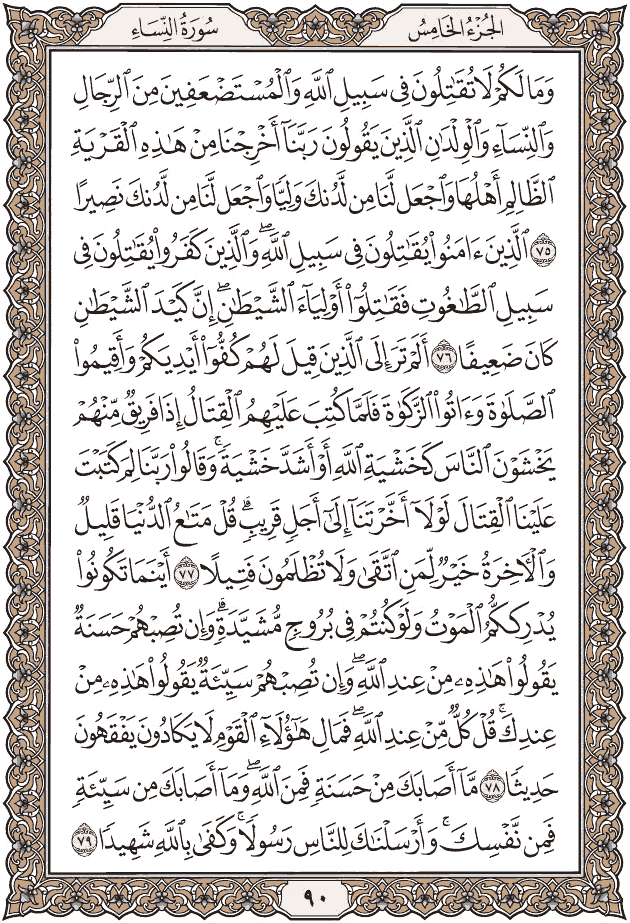 الجُزْءُ الخَامِسُ
سُورَةُ النِّسَاءِ
وَمَا لَكُمْ لَا تُقَٰتِلُونَ فِي سَبِيلِ ٱللَّهِ وَٱلْمُسْتَضْعَفِينَ مِنَ ٱلرِّجَالِ
وَٱلنِّسَآءِ وَٱلْوِلْدَٰنِ ٱلَّذِينَ يَقُولُونَ رَبَّنَآ أَخْرِجْنَا مِنْ هَٰذِهِ ٱلْقَرْيَةِ
ٱلظَّالِمِ أَهْلُهَا وَٱجْعَل لَّنَا مِن لَّدُنكَ وَلِيًّا وَٱجْعَل لَّنَا مِن لَّدُنكَ نَصِيرًا
٧٥ ٱلَّذِينَ ءَامَنُوا۟ يُقَٰتِلُونَ فِي سَبِيلِ ٱللَّهِۖ وَٱلَّذِينَ كَفَرُوا۟ يُقَٰتِلُونَ فِي
سَبِيلِ ٱلطَّٰغُوتِ فَقَٰتِلُوٓا۟ أَوْلِيَآءَ ٱلشَّيْطَٰنِۖ إِنَّ كَيْدَ ٱلشَّيْطَٰنِ
كَانَ ضَعِيفًا ٧٦ أَلَمْ تَرَ إِلَى ٱلَّذِينَ قِيلَ لَهُمْ كُفُّوٓا۟ أَيْدِيَكُمْ وَأَقِيمُوا۟
ٱلصَّلَوٰةَ وَءَاتُوا۟ ٱلزَّكَوٰةَ فَلَمَّا كُتِبَ عَلَيْهِمُ ٱلْقِتَالُ إِذَا فَرِيقٌ مِّنْهُمْ
يَخْشَوْنَ ٱلنَّاسَ كَخَشْيَةِ ٱللَّهِ أَوْ أَشَدَّ خَشْيَةًۚ وَقَالُوا۟ رَبَّنَا لِمَ كَتَبْتَ
عَلَيْنَا ٱلْقِتَالَ لَوْلَآ أَخَّرْتَنَآ إِلَىٰٓ أَجَلٍ قَرِيبٍۗ قُلْ مَتَٰعُ ٱلدُّنْيَا قَلِيلٌ
وَٱلْءَاخِرَةُ خَيْرٌ لِّمَنِ ٱتَّقَىٰ وَلَا تُظْلَمُونَ فَتِيلًا ٧٧ أَيْنَمَا تَكُونُوا۟
يُدْرِككُّمُ ٱلْمَوْتُ وَلَوْ كُنتُمْ فِي بُرُوجٍ مُّشَيَّدَةٍۗ وَإِن تُصِبْهُمْ حَسَنَةٌ
يَقُولُوا۟ هَٰذِهِۦ مِنْ عِندِ ٱللَّهِۖ وَإِن تُصِبْهُمْ سَيِّئَةٌ يَقُولُوا۟ هَٰذِهِۦ مِنْ
عِندِكَۚ قُلْ كُلٌّ مِّنْ عِندِ ٱللَّهِۖ فَمَالِ هَٰٓؤُلَآءِ ٱلْقَوْمِ لَا يَكَادُونَ يَفْقَهُونَ
حَدِيثًا ٧٨ مَّآ أَصَابَكَ مِنْ حَسَنَةٍ فَمِنَ ٱللَّهِۖ وَمَآ أَصَابَكَ مِن سَيِّئَةٍ
فَمِن نَّفْسِكَۚ وَأَرْسَلْنَٰكَ لِلنَّاسِ رَسُولًاۚ وَكَفَىٰ بِٱللَّهِ شَهِيدًا ٧٩
٩٠